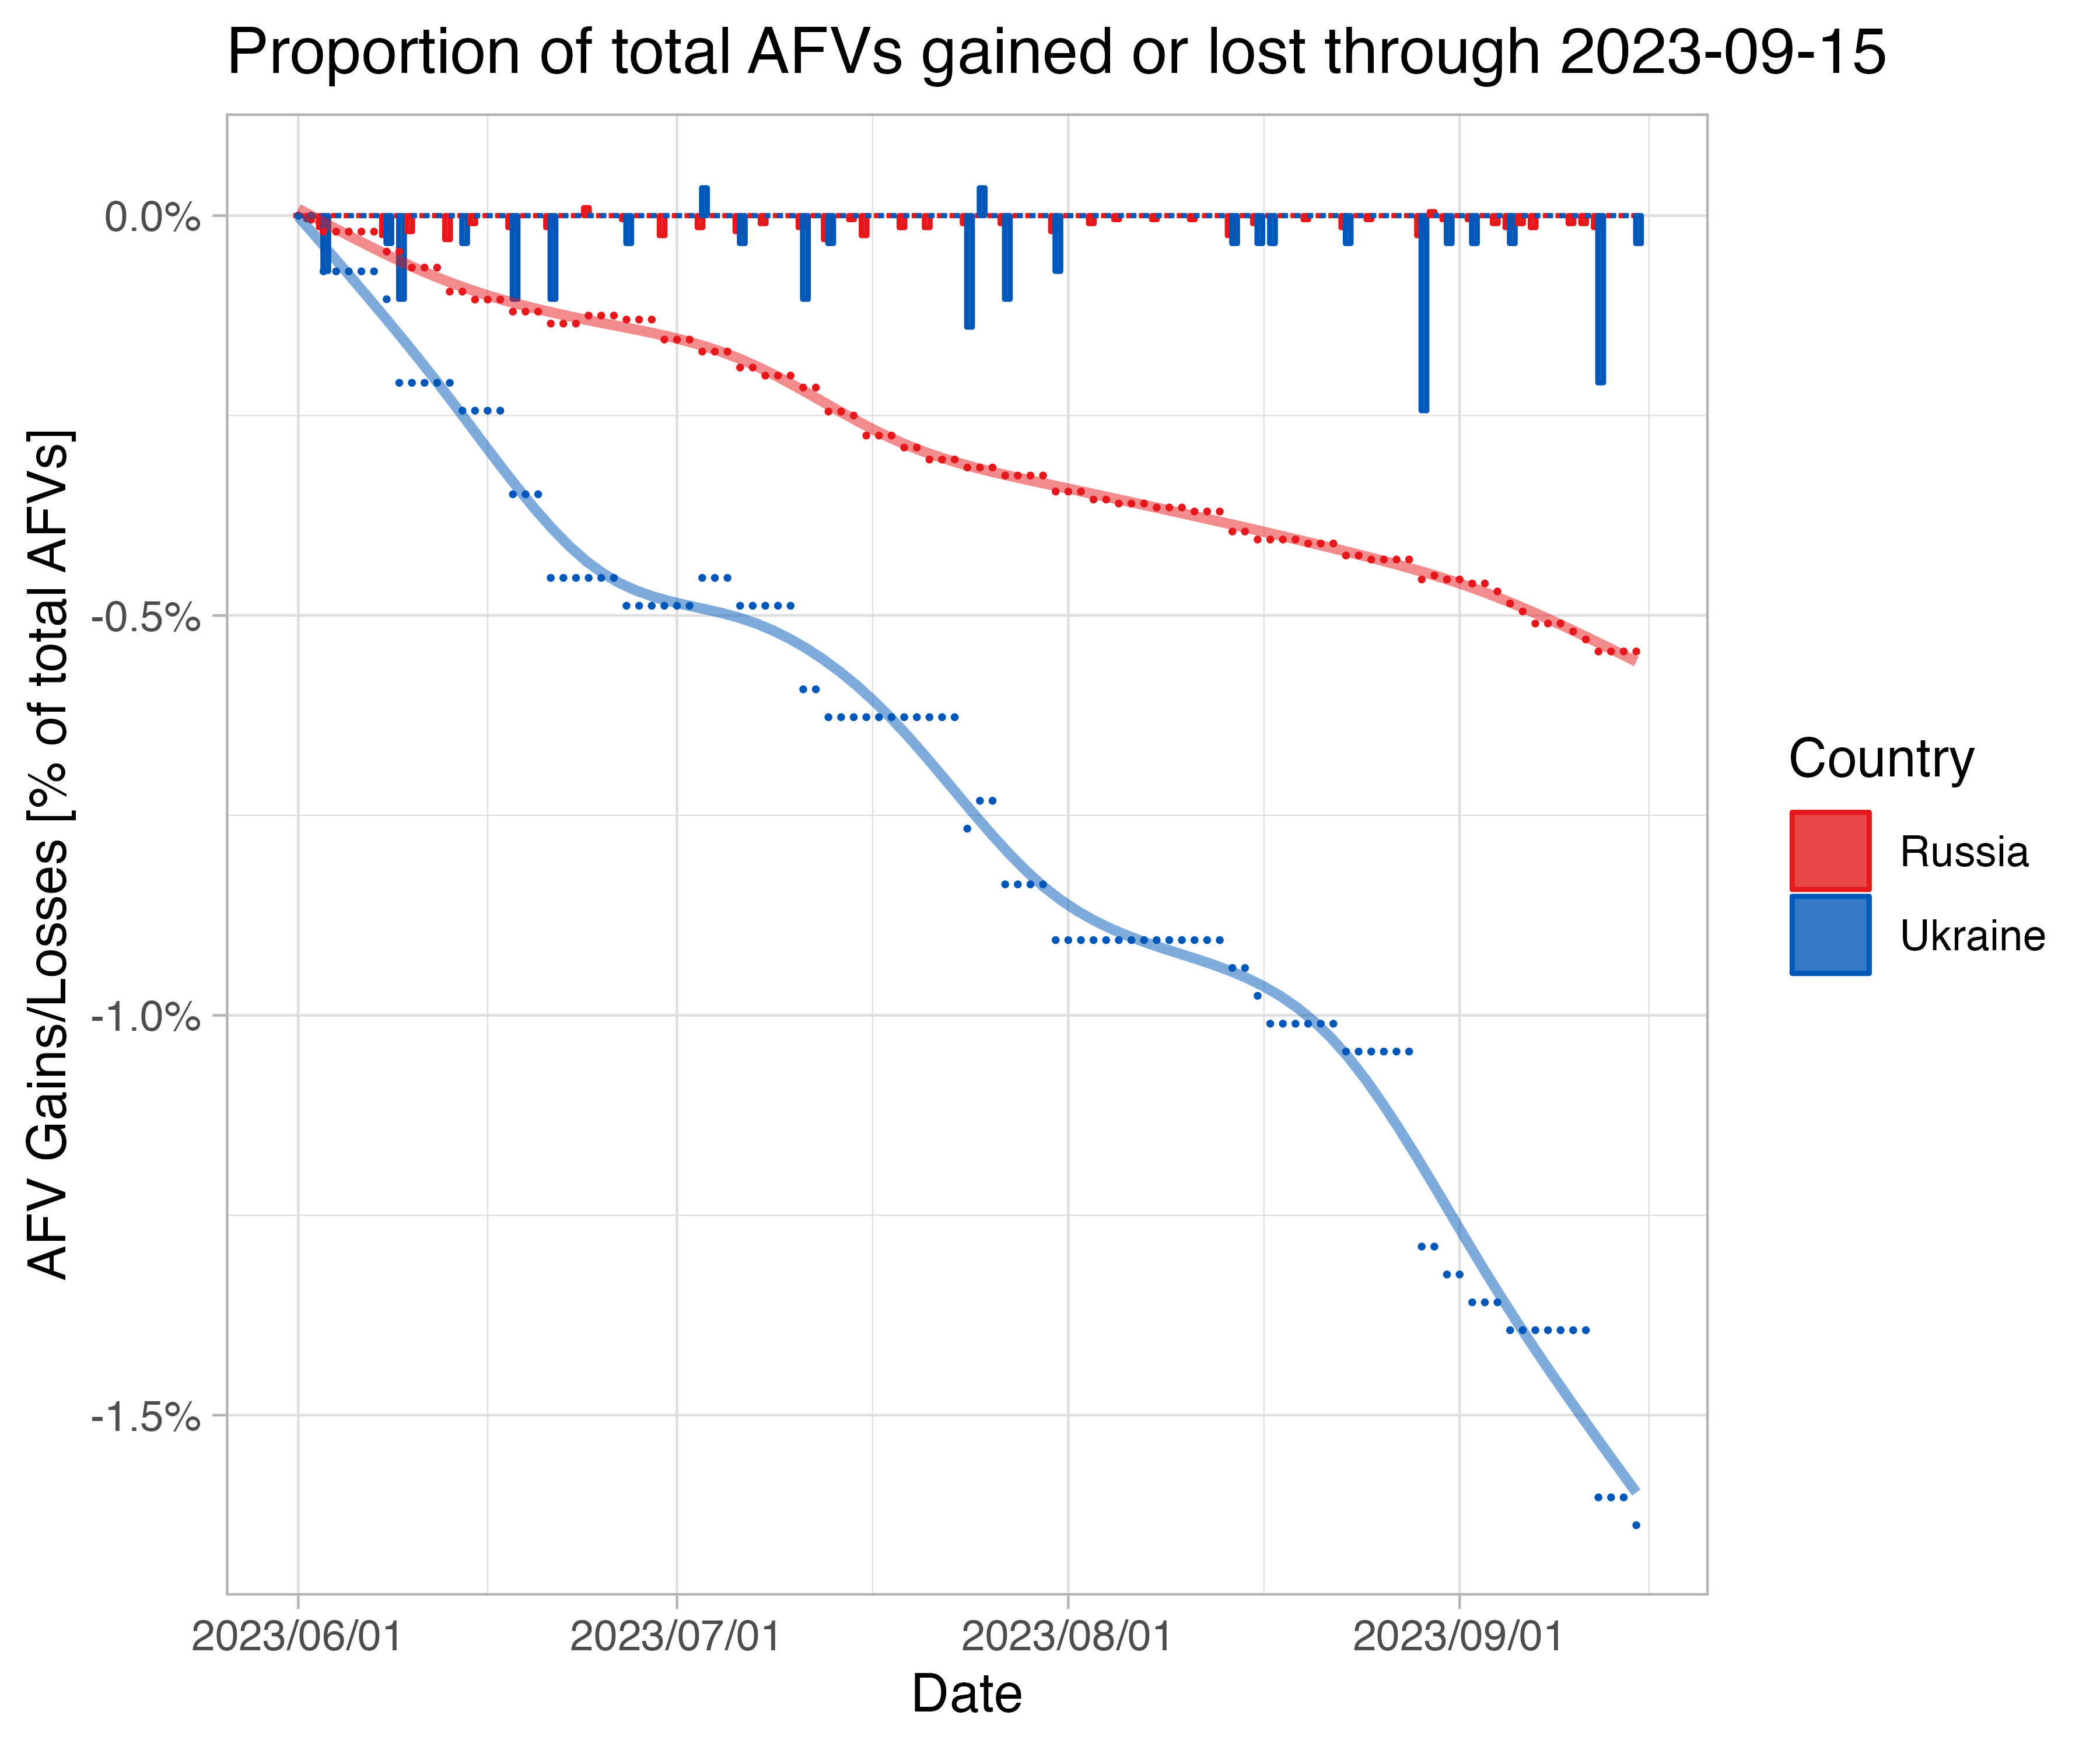 Proportion of total AFVs gained or lost through 2023-09-15
AFV Gains/Losses [% of total AFVs]
0.0%
-0.5%
-1.0%
-1.5%
2023/06/01
2023/07/01
2023/08/01
2023/09/01
Date
Country
Russia
Ukraine